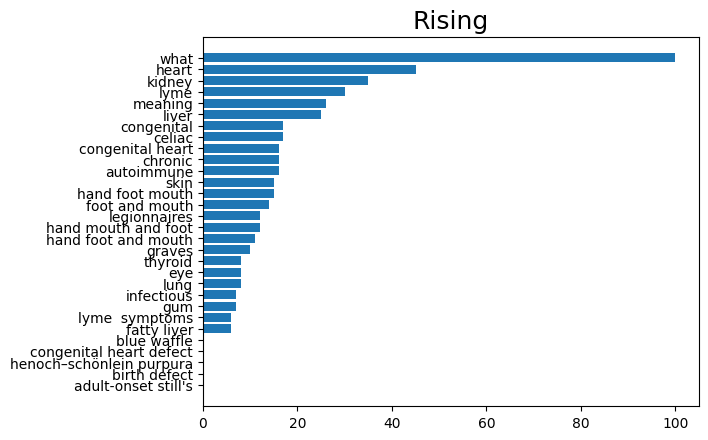 Rising
what
heart
kidney
lyme
meaning
liver
congenital
celiac
congenital heart
chronic
autoimmune
skin
hand foot mouth
foot and mouth
legionnaires
hand mouth and foot
hand foot and mouth
graves
thyroid
eye
lung
infectious
gum
lyme  symptoms
fatty liver
blue waffle
congenital heart defect
henoch–schönlein purpura
birth defect
adult-onset still's
0 20 40 60 80 100